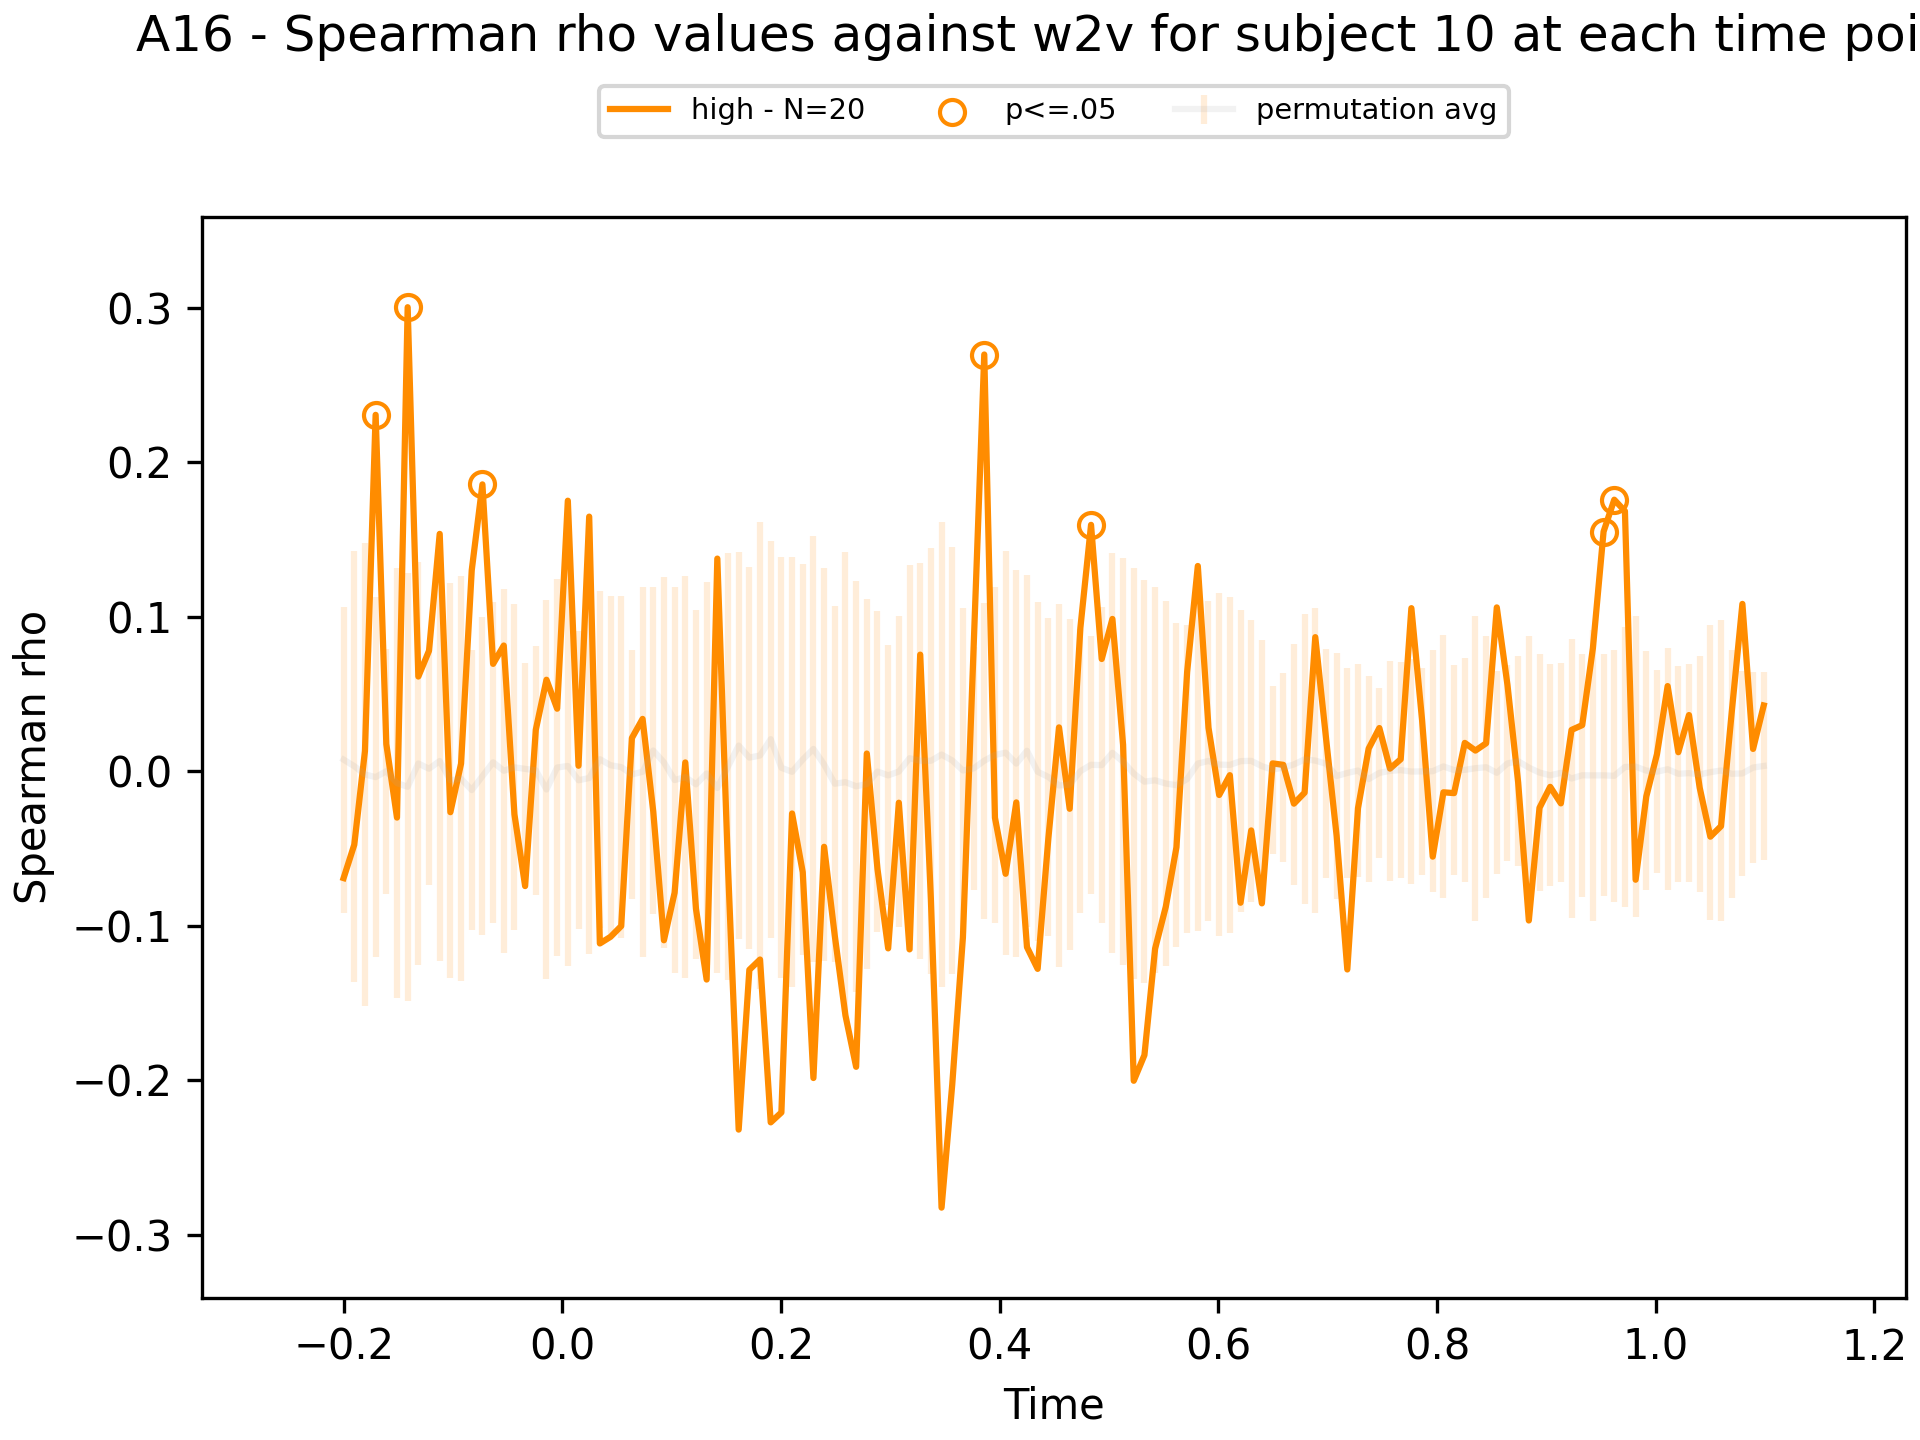 A16 - Spearman rho values against w2v for subject 10 at each time poi
high - N=20 p<=.05 permutation avg
0.3
0.2
0.1
0.0
−0.1
−0.2
−0.3
Spearman rho
−0.2 0.0 0.2 0.4 0.6 0.8 1.0 1.2
Time